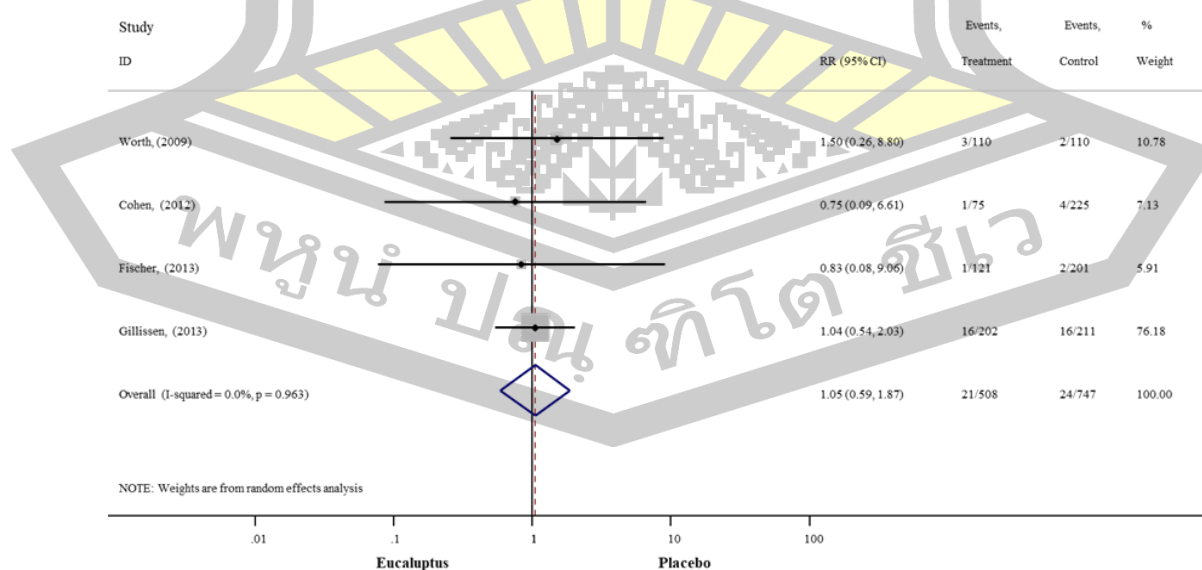 Study Events, Events, %
ID RR (95% CI) Treatment Control Weight
Worth, (2009) 1.50 (0.26, 8.80) 3/110 2/110 10.78
Cohen, (2012) 0.75 (0.09, 6.61) 1/75 4/225 7.13
Fischer, (2013) 0.83 (0.08, 9.06) 1/121 2/201 5.91
Gillissen, (2013) 1.04 (0.54, 2.03) 16/202 16/211 76.18
Overall (I-squared = 0.0%, p = 0.963) 1.05 (0.59, 1.87) 21/508 24/747 100.00
NOTE: Weights are from random effects analysis
.01 .1 1 10 100
Eucaluptus Placebo
พหูนํ ปณฺฑิโต ชีเว